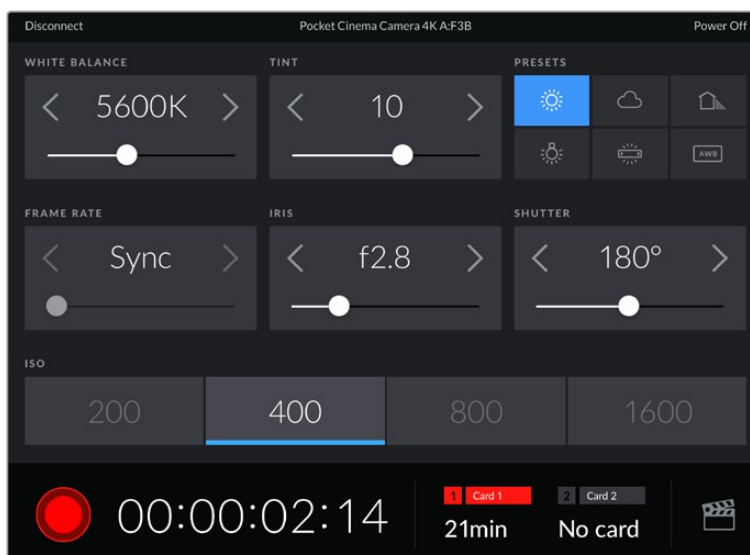 Disconnect Pocket Cinema Camera 4K A:F3B Power Off
WHITE BALANCE TINT PRESETS
5600K 10
AWB
FRAME RATE IRIS SHUTTER
Sync f2.8 180°
ISO
200 400 800 1600
00:00:02:14
1 Card 1 2 Card 2
21min No card